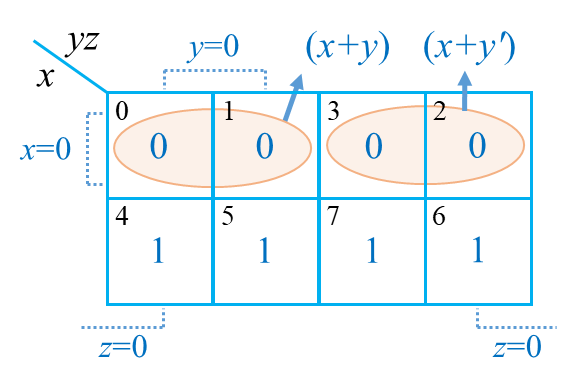 yz
x
y=0
(x+y)
(x+y')
x=0
0 1 3 2
0 0 0 0
4 5 7 6
1 1 1 1
z=0 z=0